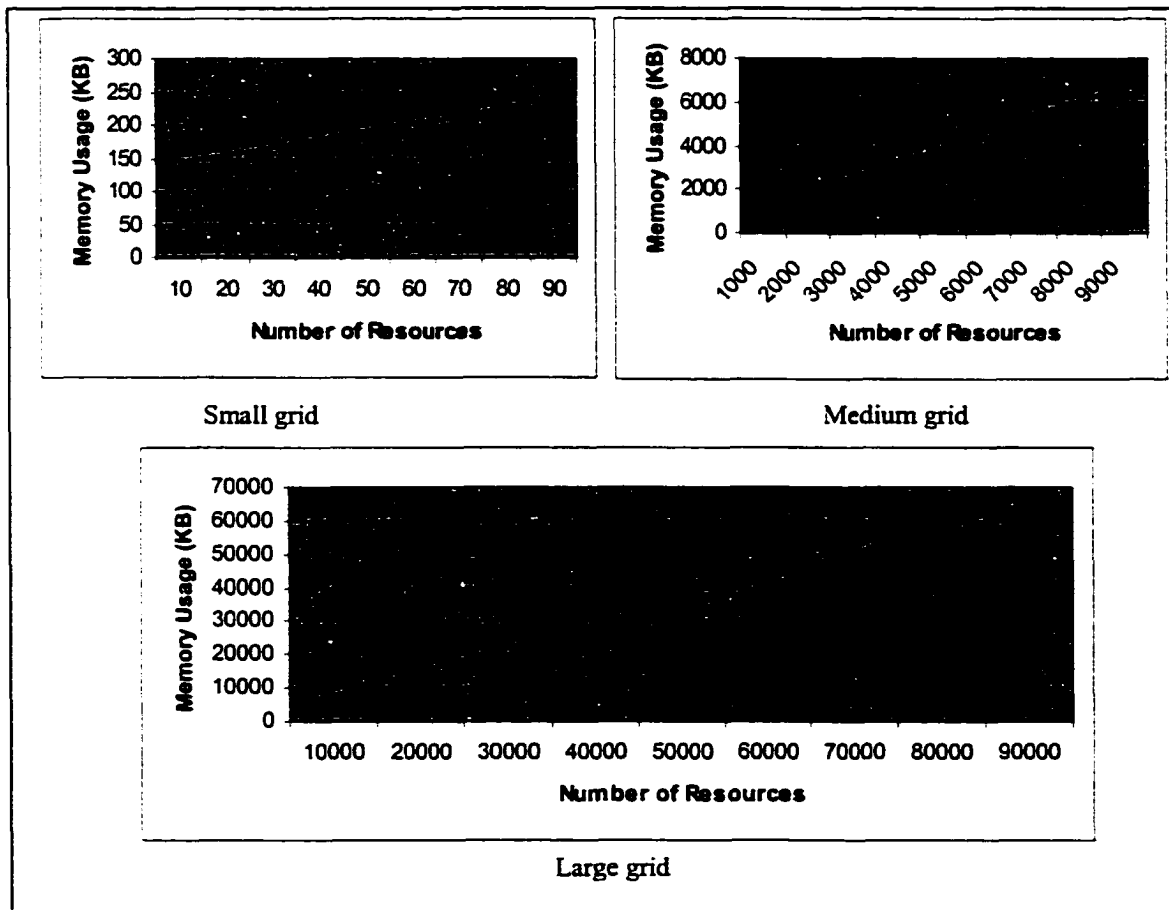 Memory Usage (KB)
300
250
200
150
100
50
0
10 20 30 40 50 60 70 80 90
Number of Resources
Small grid
Memory Usage (KB)
8000
6000
4000
2000
0
1000 2000 3000 4000 5000 6000 7000 8000 9000
Number of Resources
Medium grid
Memory Usage (KB)
70000
60000
50000
40000
30000
20000
10000
0
10000 20000 30000 40000 50000 60000 70000 80000 90000
Number of Resources
Large grid